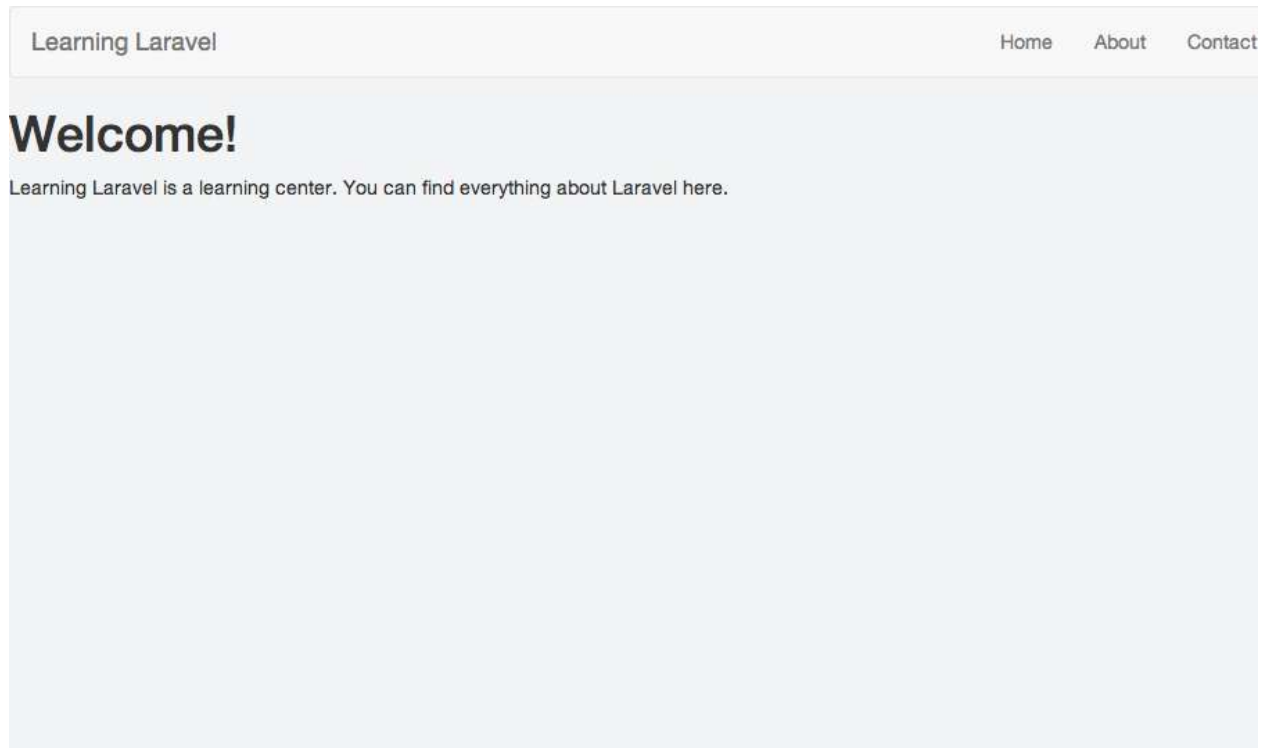 Learning Laravel
Home About Contact
Welcome!
Learning Laravel is a learning center. You can find everything about Laravel here.